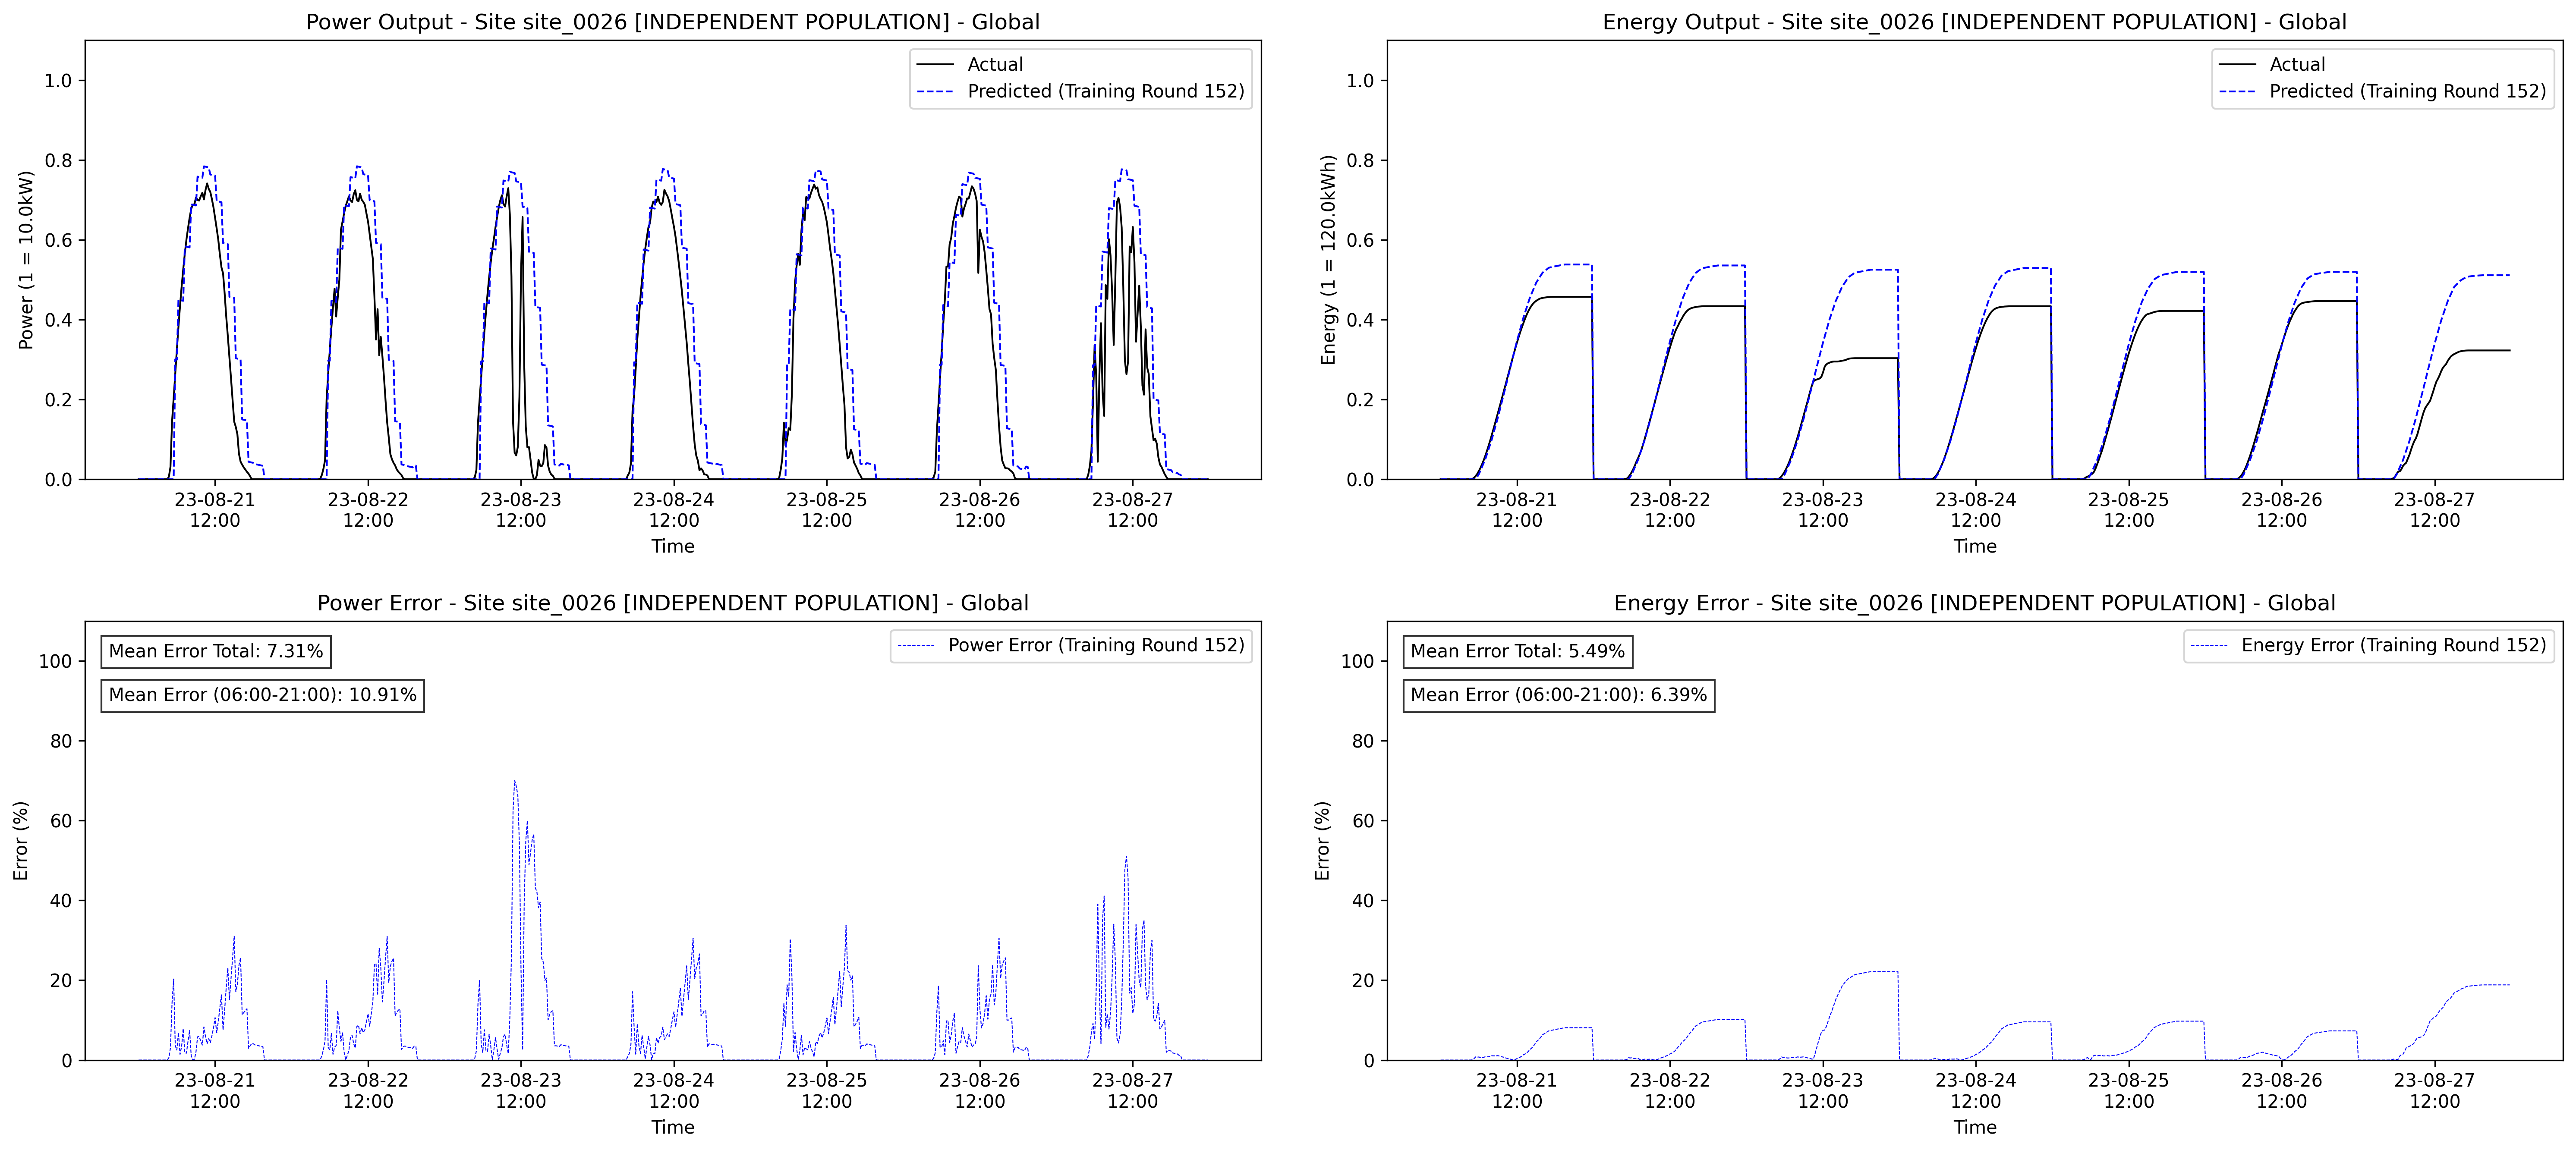 Power Output - Site site_0026 [INDEPENDENT POPULATION] - Global
Actual
Predicted (Training Round 152)
Power (1 = 10.0kW)
1.0
0.8
0.6
0.4
0.2
0.0
23-08-21 12:00
23-08-22 12:00
23-08-23 12:00
23-08-24 12:00
23-08-25 12:00
23-08-26 12:00
23-08-27 12:00
Time
Energy Output - Site site_0026 [INDEPENDENT POPULATION] - Global
Actual
Predicted (Training Round 152)
Energy (1 = 120.0kWh)
1.0
0.8
0.6
0.4
0.2
0.0
23-08-21 12:00
23-08-22 12:00
23-08-23 12:00
23-08-24 12:00
23-08-25 12:00
23-08-26 12:00
23-08-27 12:00
Time
Power Error - Site site_0026 [INDEPENDENT POPULATION] - Global
Mean Error Total: 7.31%
Mean Error (06:00-21:00): 10.91%
Power Error (Training Round 152)
Error (%)
100
80
60
40
20
0
23-08-21 12:00
23-08-22 12:00
23-08-23 12:00
23-08-24 12:00
23-08-25 12:00
23-08-26 12:00
23-08-27 12:00
Time
Energy Error - Site site_0026 [INDEPENDENT POPULATION] - Global
Mean Error Total: 5.49%
Mean Error (06:00-21:00): 6.39%
Energy Error (Training Round 152)
Error (%)
100
80
60
40
20
0
23-08-21 12:00
23-08-22 12:00
23-08-23 12:00
23-08-24 12:00
23-08-25 12:00
23-08-26 12:00
23-08-27 12:00
Time